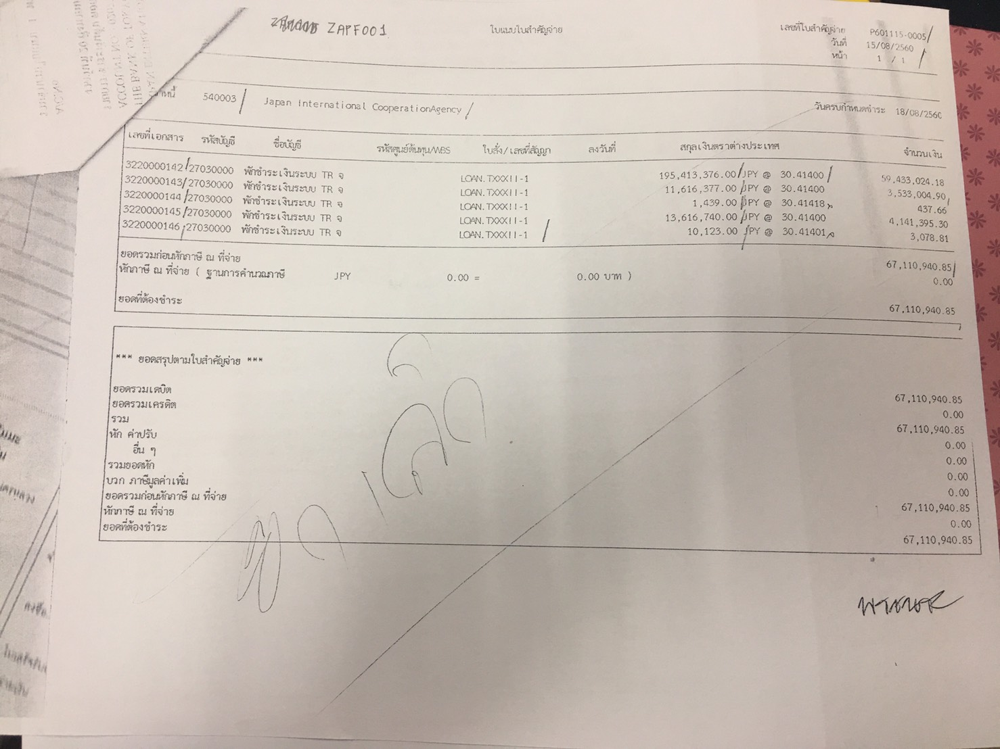 ZAPF001 ใบแนบใบสำคัญจ่าย เลขที่ใบสำคัญจ่าย P601115-0005
วันที่ 15/08/2560
หน้า 1 / 1
540003 Japan International CooperationAgency วันครบกำหนดชำระ 18/08/2560
เลขที่เอกสาร รหัสบัญชี ชื่อบัญชี รหัสศูนย์ต้นทุน/WBS ใบสั่ง/เลขที่สัญญา ลงวันที่ สกุลเงินตราต่างประเทศ จำนวนเงิน
3220000142 27030000 พักชำระเงินระบบ TR จ LOAN.TXXXII-1 195,413,376.00 JPY @ 30.41400 59,433,024.18
3220000143 27030000 พักชำระเงินระบบ TR จ LOAN.TXXXII-1 11,616,377.00 JPY @ 30.41400 3,533,004.90
3220000144 27030000 พักชำระเงินระบบ TR จ LOAN.TXXXII-1 1,439.00 JPY @ 30.41418 437.66
3220000145 27030000 พักชำระเงินระบบ TR จ LOAN.TXXXII-1 13,616,740.00 JPY @ 30.41400 4,141,395.30
3220000146 27030000 พักชำระเงินระบบ TR จ LOAN.TXXXII-1 10,123.00 JPY @ 30.41401 3,078.81
ยอดรวมก่อนหักภาษี ณ ที่จ่าย 67,110,940.85
หักภาษี ณ ที่จ่าย ( ฐานการคำนวณภาษี JPY 0.00 = 0.00 บาท ) 0.00
ยอดที่ต้องชำระ 67,110,940.85
*** ยอดสรุปตามใบสำคัญจ่าย ***
ยอดรวมเดบิต 67,110,940.85
ยอดรวมเครดิต 0.00
รวม 67,110,940.85
หัก ค่าปรับ 0.00
อื่น ๆ 0.00
รวมยอดหัก 0.00
บวก ภาษีมูลค่าเพิ่ม 0.00
ยอดรวมก่อนหักภาษี ณ ที่จ่าย 67,110,940.85
หักภาษี ณ ที่จ่าย 0.00
ยอดที่ต้องชำระ 67,110,940.85
ยกเลิก